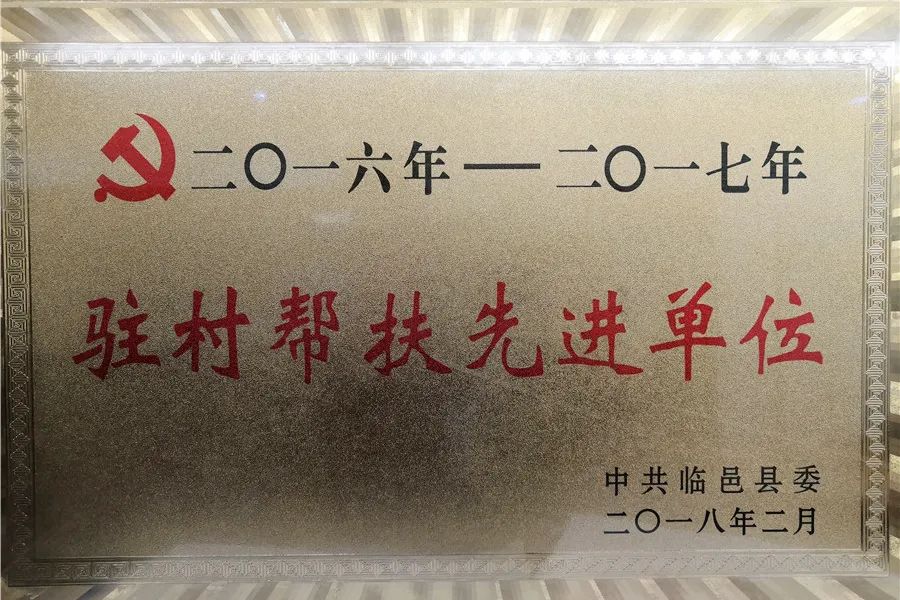 二〇一六年—二〇一七年
驻村帮扶先进单位
中共临邑县委
二〇一八年二月